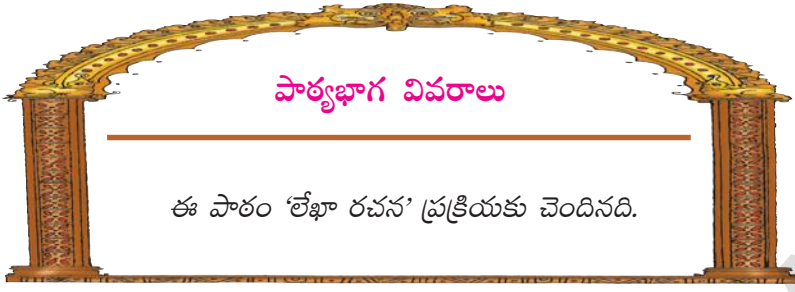 పాఠ్యభాగ వివరాలు
ఈ పాఠం ‘లేఖా రచన’ ప్రక్రియకు చెందినది.